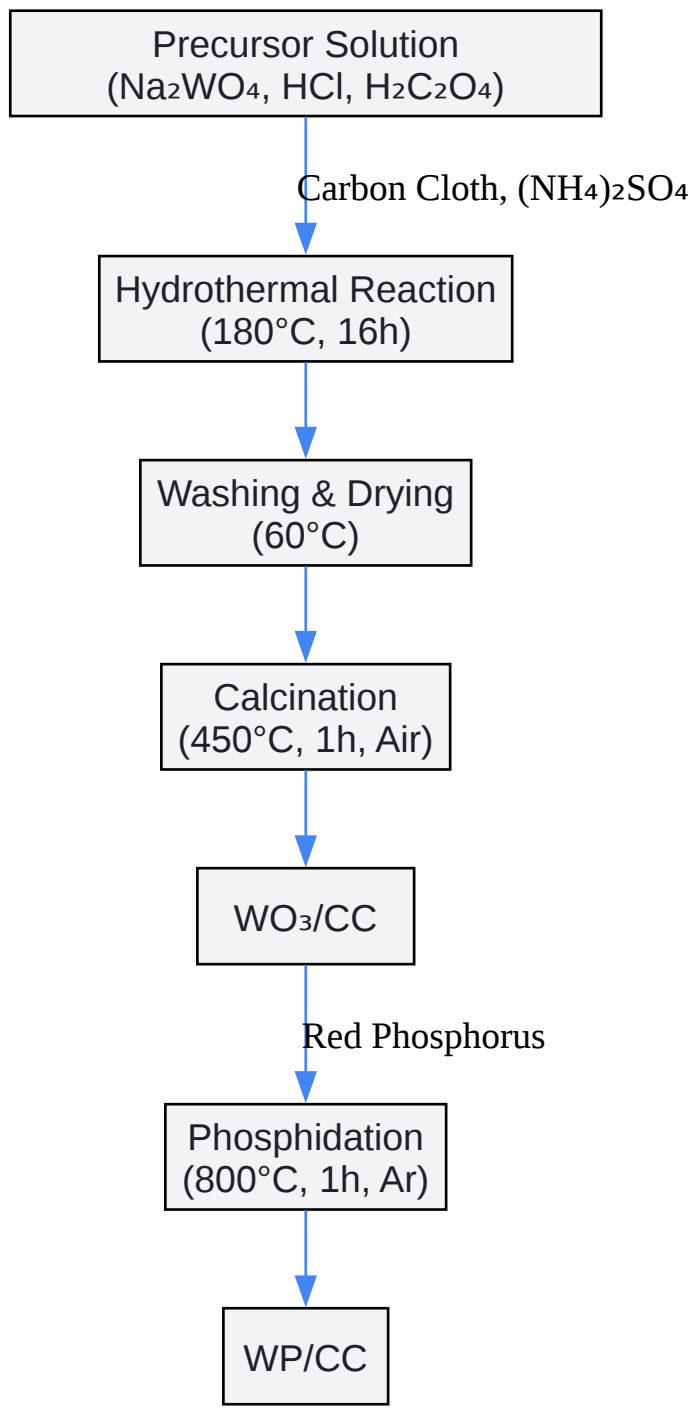 Precursor Solution
(Na₂WO₄, HCl, H₂C₂O₄)
Carbon Cloth, (NH₄)₂SO₄
Hydrothermal Reaction
(180°C, 16h)
Washing & Drying
(60°C)
Calcination
(450°C, 1h, Air)
WO₃/CC
Red Phosphorus
Phosphidation
(800°C, 1h, Ar)
WP/CC